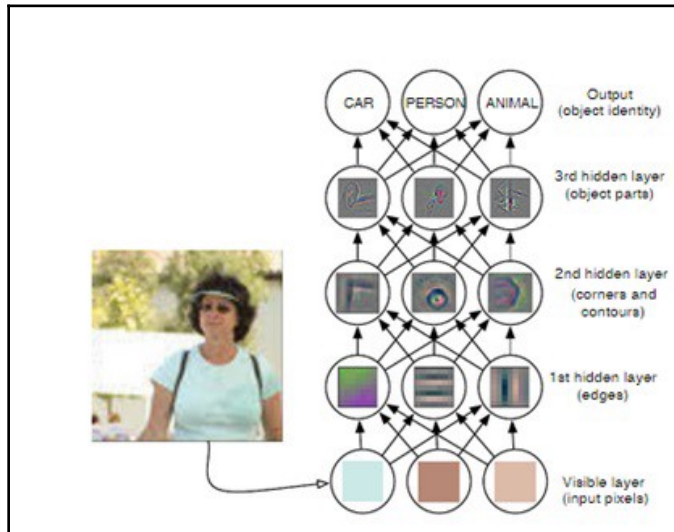 CAR PERSON ANIMAL
Output
(object identity)
3rd hidden layer
(object parts)
2nd hidden layer
(corners and
contours)
1st hidden layer
(edges)
Visible layer
(input pixels)